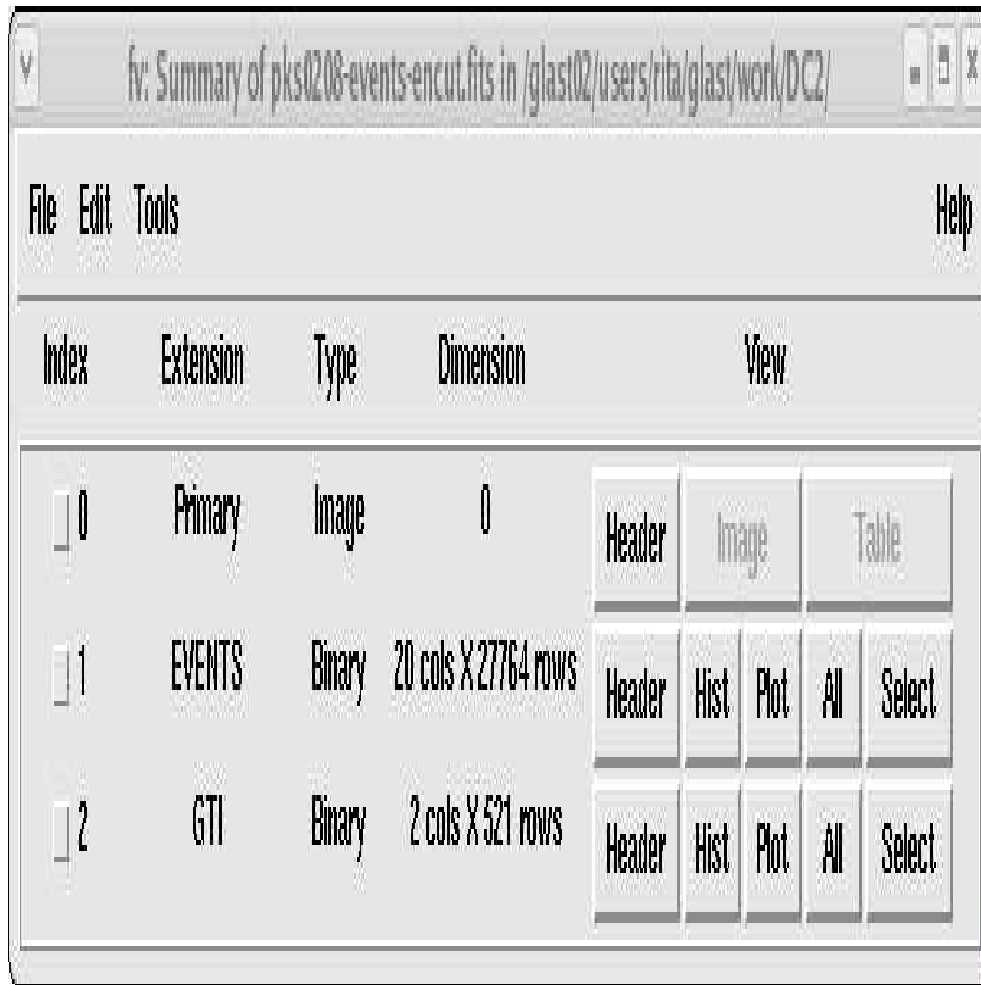 fv: Summary of pks0208-events-encut.fits in /glast02/users/rita/glast/work/DC2/
File Edit Tools Help
Index Extension Type Dimension View
0 Primary Image 0 Header Image Table
1 EVENTS Binary 20 cols X 27764 rows Header Hist Plot All Select
2 GTI Binary 2 cols X 521 rows Header Hist Plot All Select